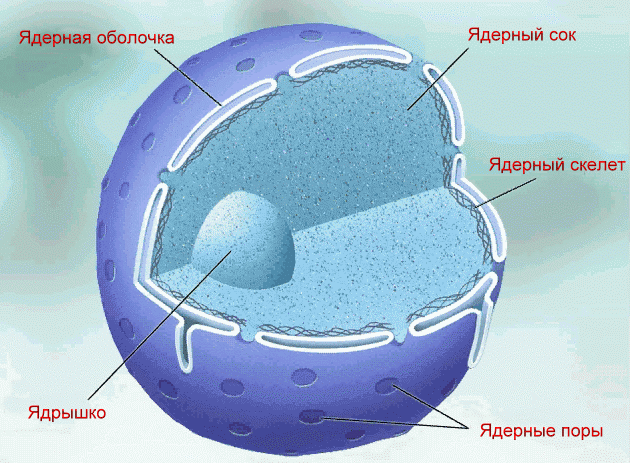 Ядерная оболочка
Ядерный сок
Ядерный скелет
Ядрышко
Ядерные поры